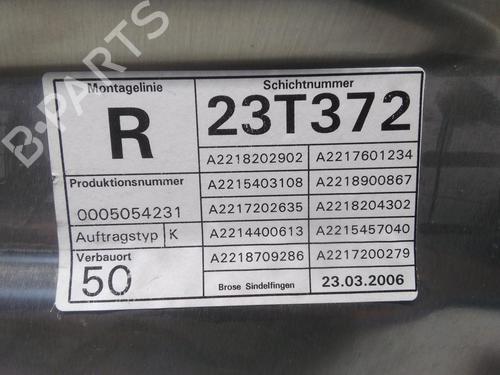 B-PARTS
Montagelinie
R
Schichtnummer
23T372
Produktionsnummer
0005054231
Auftragstyp K
Verbauort
50
A2218202902 A2217601234
A2215403108 A2218900867
A2217202635 A2218204302
A2214400613 A2215457040
A2218709286 A2217200279
Brose Sindelfingen 23.03.2006